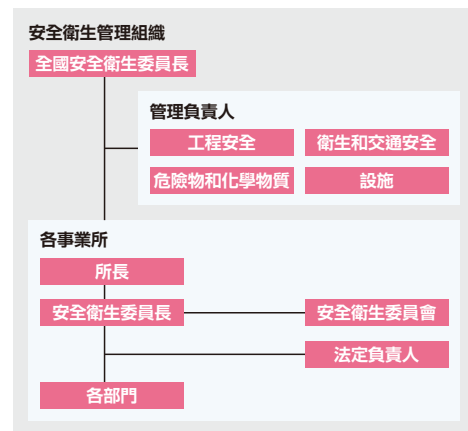 安全衛生管理組織
全國安全衛生委員長
管理負責人
工程安全
衛生和交通安全
危險物和化學物質
設施
各事業所
所長
安全衛生委員長
安全衛生委員會
法定負責人
各部門